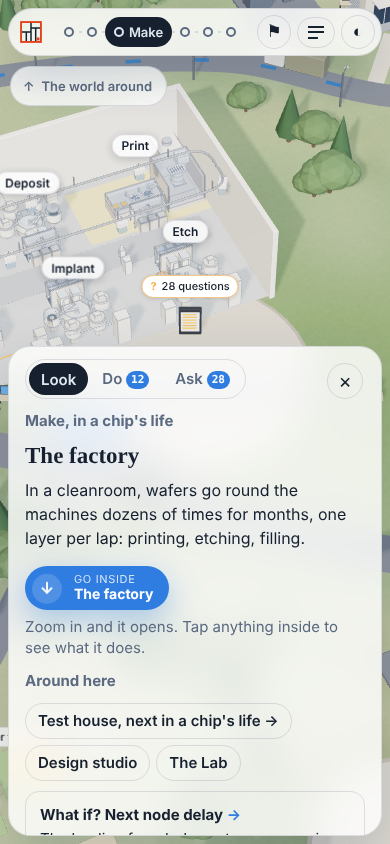 Make
↑ The world around
Print
Deposit
Etch
Implant
? 28 questions
Look
Do 12
Ask 28
×
Make, in a chip's life
The factory
In a cleanroom, wafers go round the
machines dozens of times for months, one
layer per lap: printing, etching, filling.
GO INSIDE
The factory
Zoom in and it opens. Tap anything inside to
see what it does.
Around here
Test house, next in a chip's life →
Design studio
The Lab
What if? Next node delay →